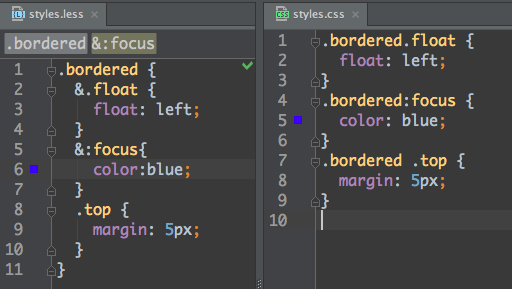 styles.less ×
.bordered &:focus
1 .bordered {
2 &.float {
3 float: left;
4 }
5 &:focus{
6 color:blue;
7 }
8 .top {
9 margin: 5px;
10 }
11 }
styles.css ×
1 .bordered.float {
2 float: left;
3 }
4 .bordered:focus {
5 color: blue;
6 }
7 .bordered .top {
8 margin: 5px;
9 }
10